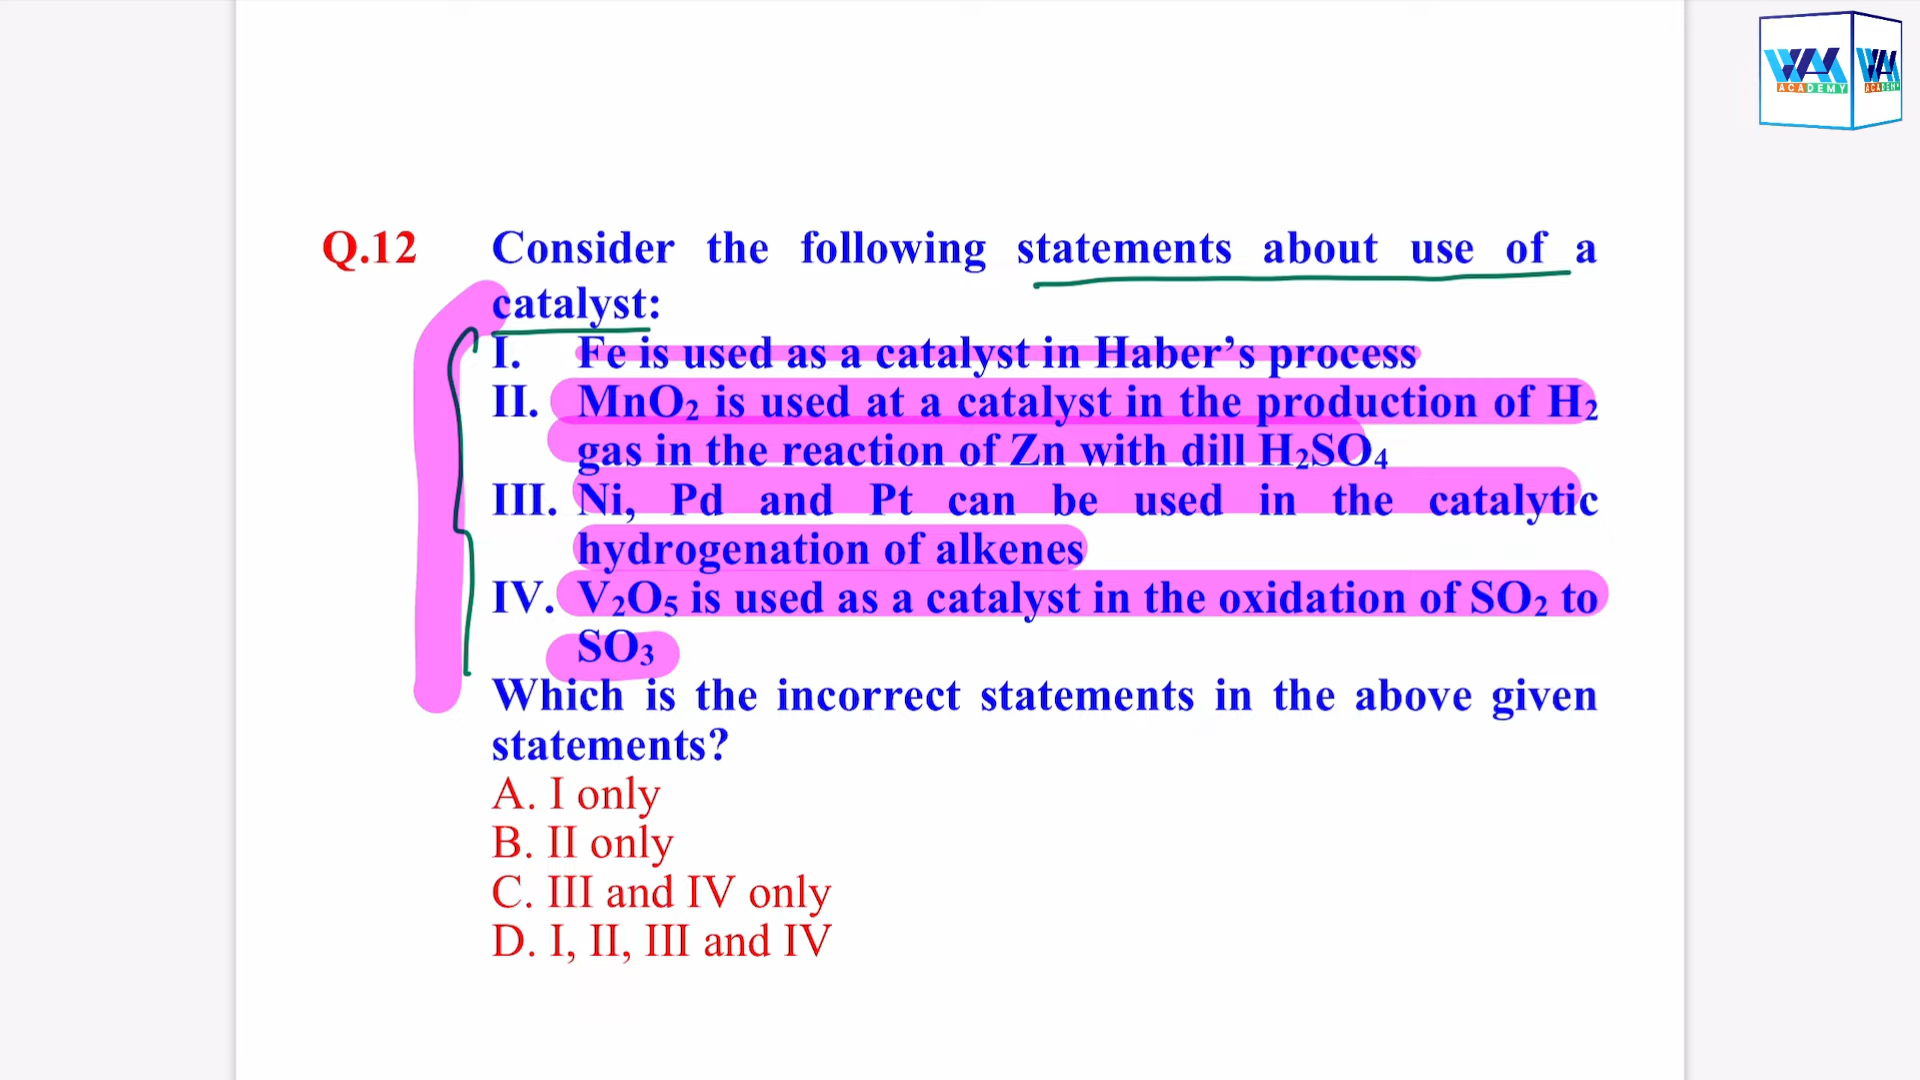 WM WM
ACADEMY ACADEMY
Q.12 Consider the following statements about use of a
catalyst:
I. Fe is used as a catalyst in Haber’s process
II. MnO₂ is used at a catalyst in the production of H₂
gas in the reaction of Zn with dill H₂SO₄
III. Ni, Pd and Pt can be used in the catalytic
hydrogenation of alkenes
IV. V₂O₅ is used as a catalyst in the oxidation of SO₂ to
SO₃
Which is the incorrect statements in the above given
statements?
A. I only
B. II only
C. III and IV only
D. I, II, III and IV